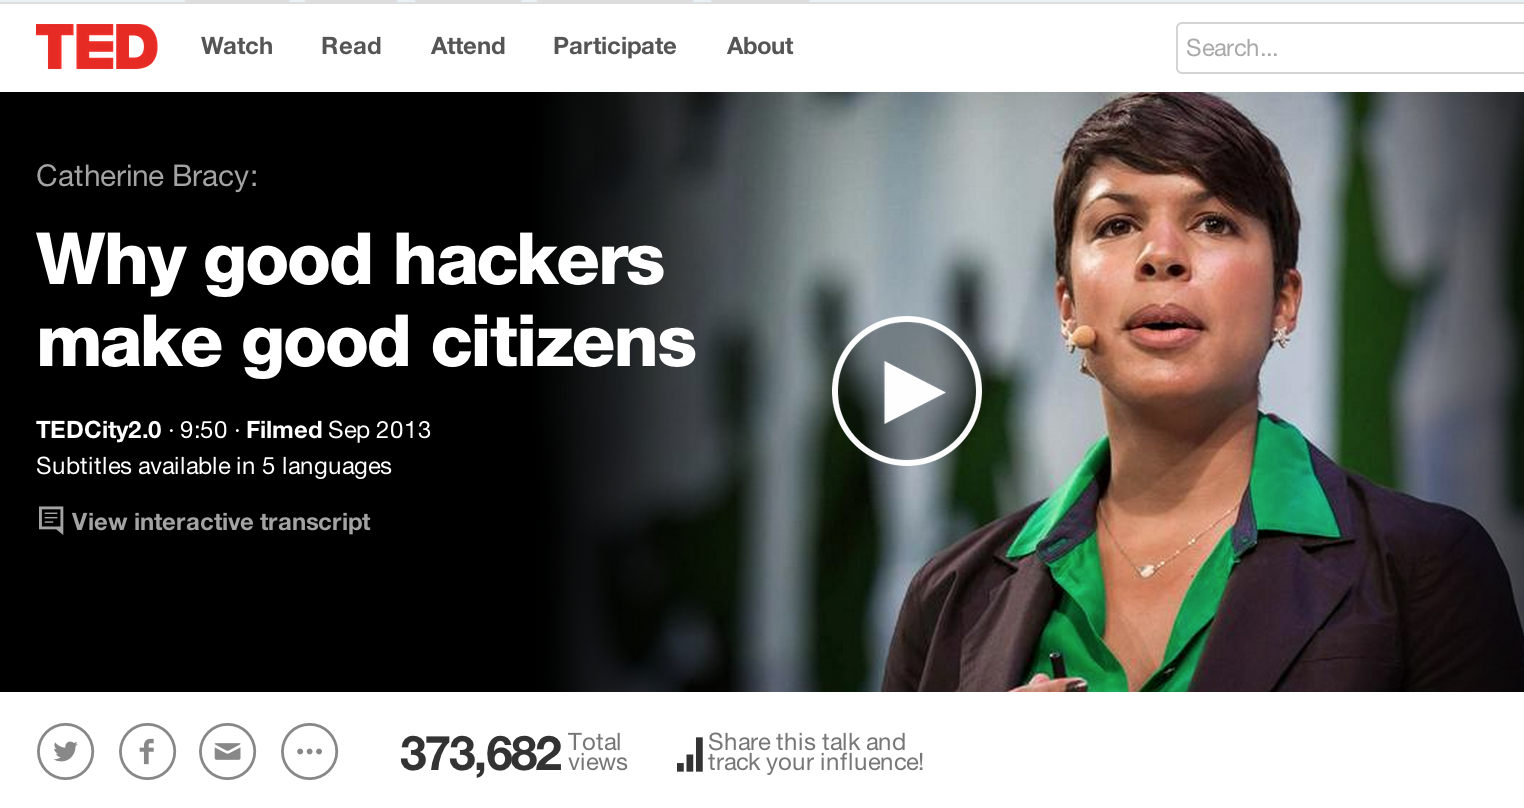 TED Watch Read Attend Participate About Search...
Catherine Bracy:
Why good hackers
make good citizens
TEDCity2.0 · 9:50 · Filmed Sep 2013
Subtitles available in 5 languages
View interactive transcript
373,682 Total views
Share this talk and
track your influence!